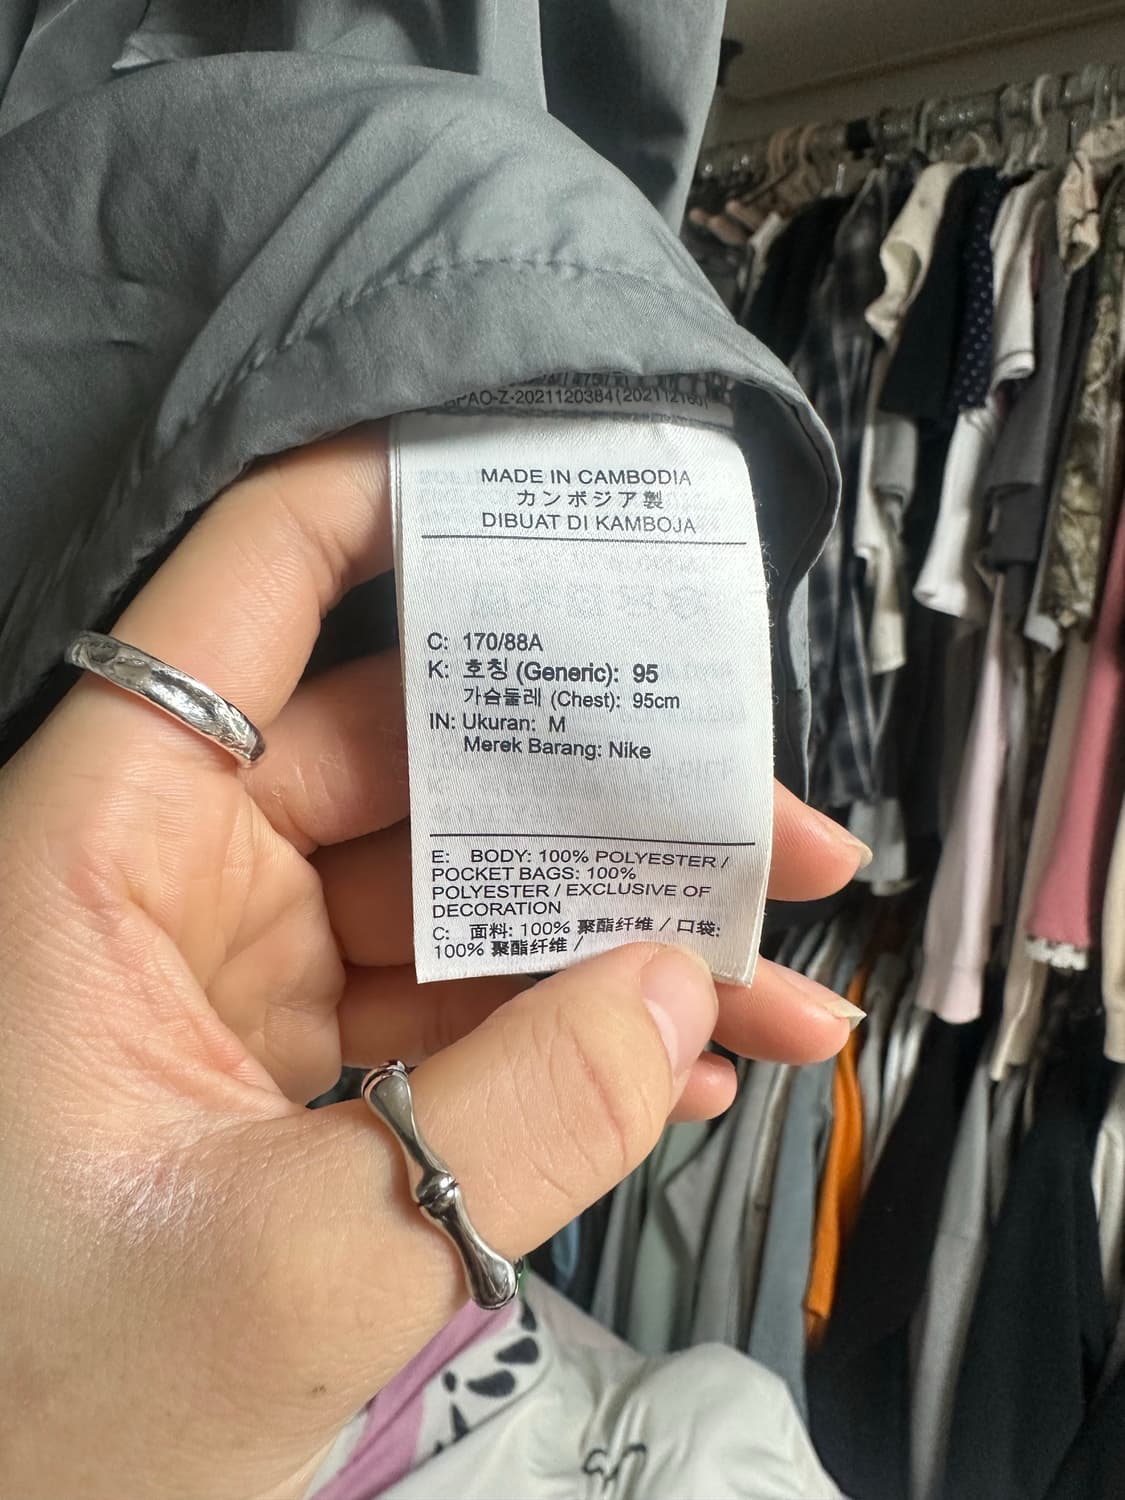 MADE IN CAMBODIA
カンボジア製
DIBUAT DI KAMBOJA
C: 170/88A
K: 호칭 (Generic): 95
가슴둘레 (Chest): 95cm
IN: Ukuran: M
Merek Barang: Nike
E: BODY: 100% POLYESTER /
POCKET BAGS: 100%
POLYESTER / EXCLUSIVE OF
DECORATION
C: 面料: 100% 聚酯纤维 / 口袋:
100% 聚酯纤维 /